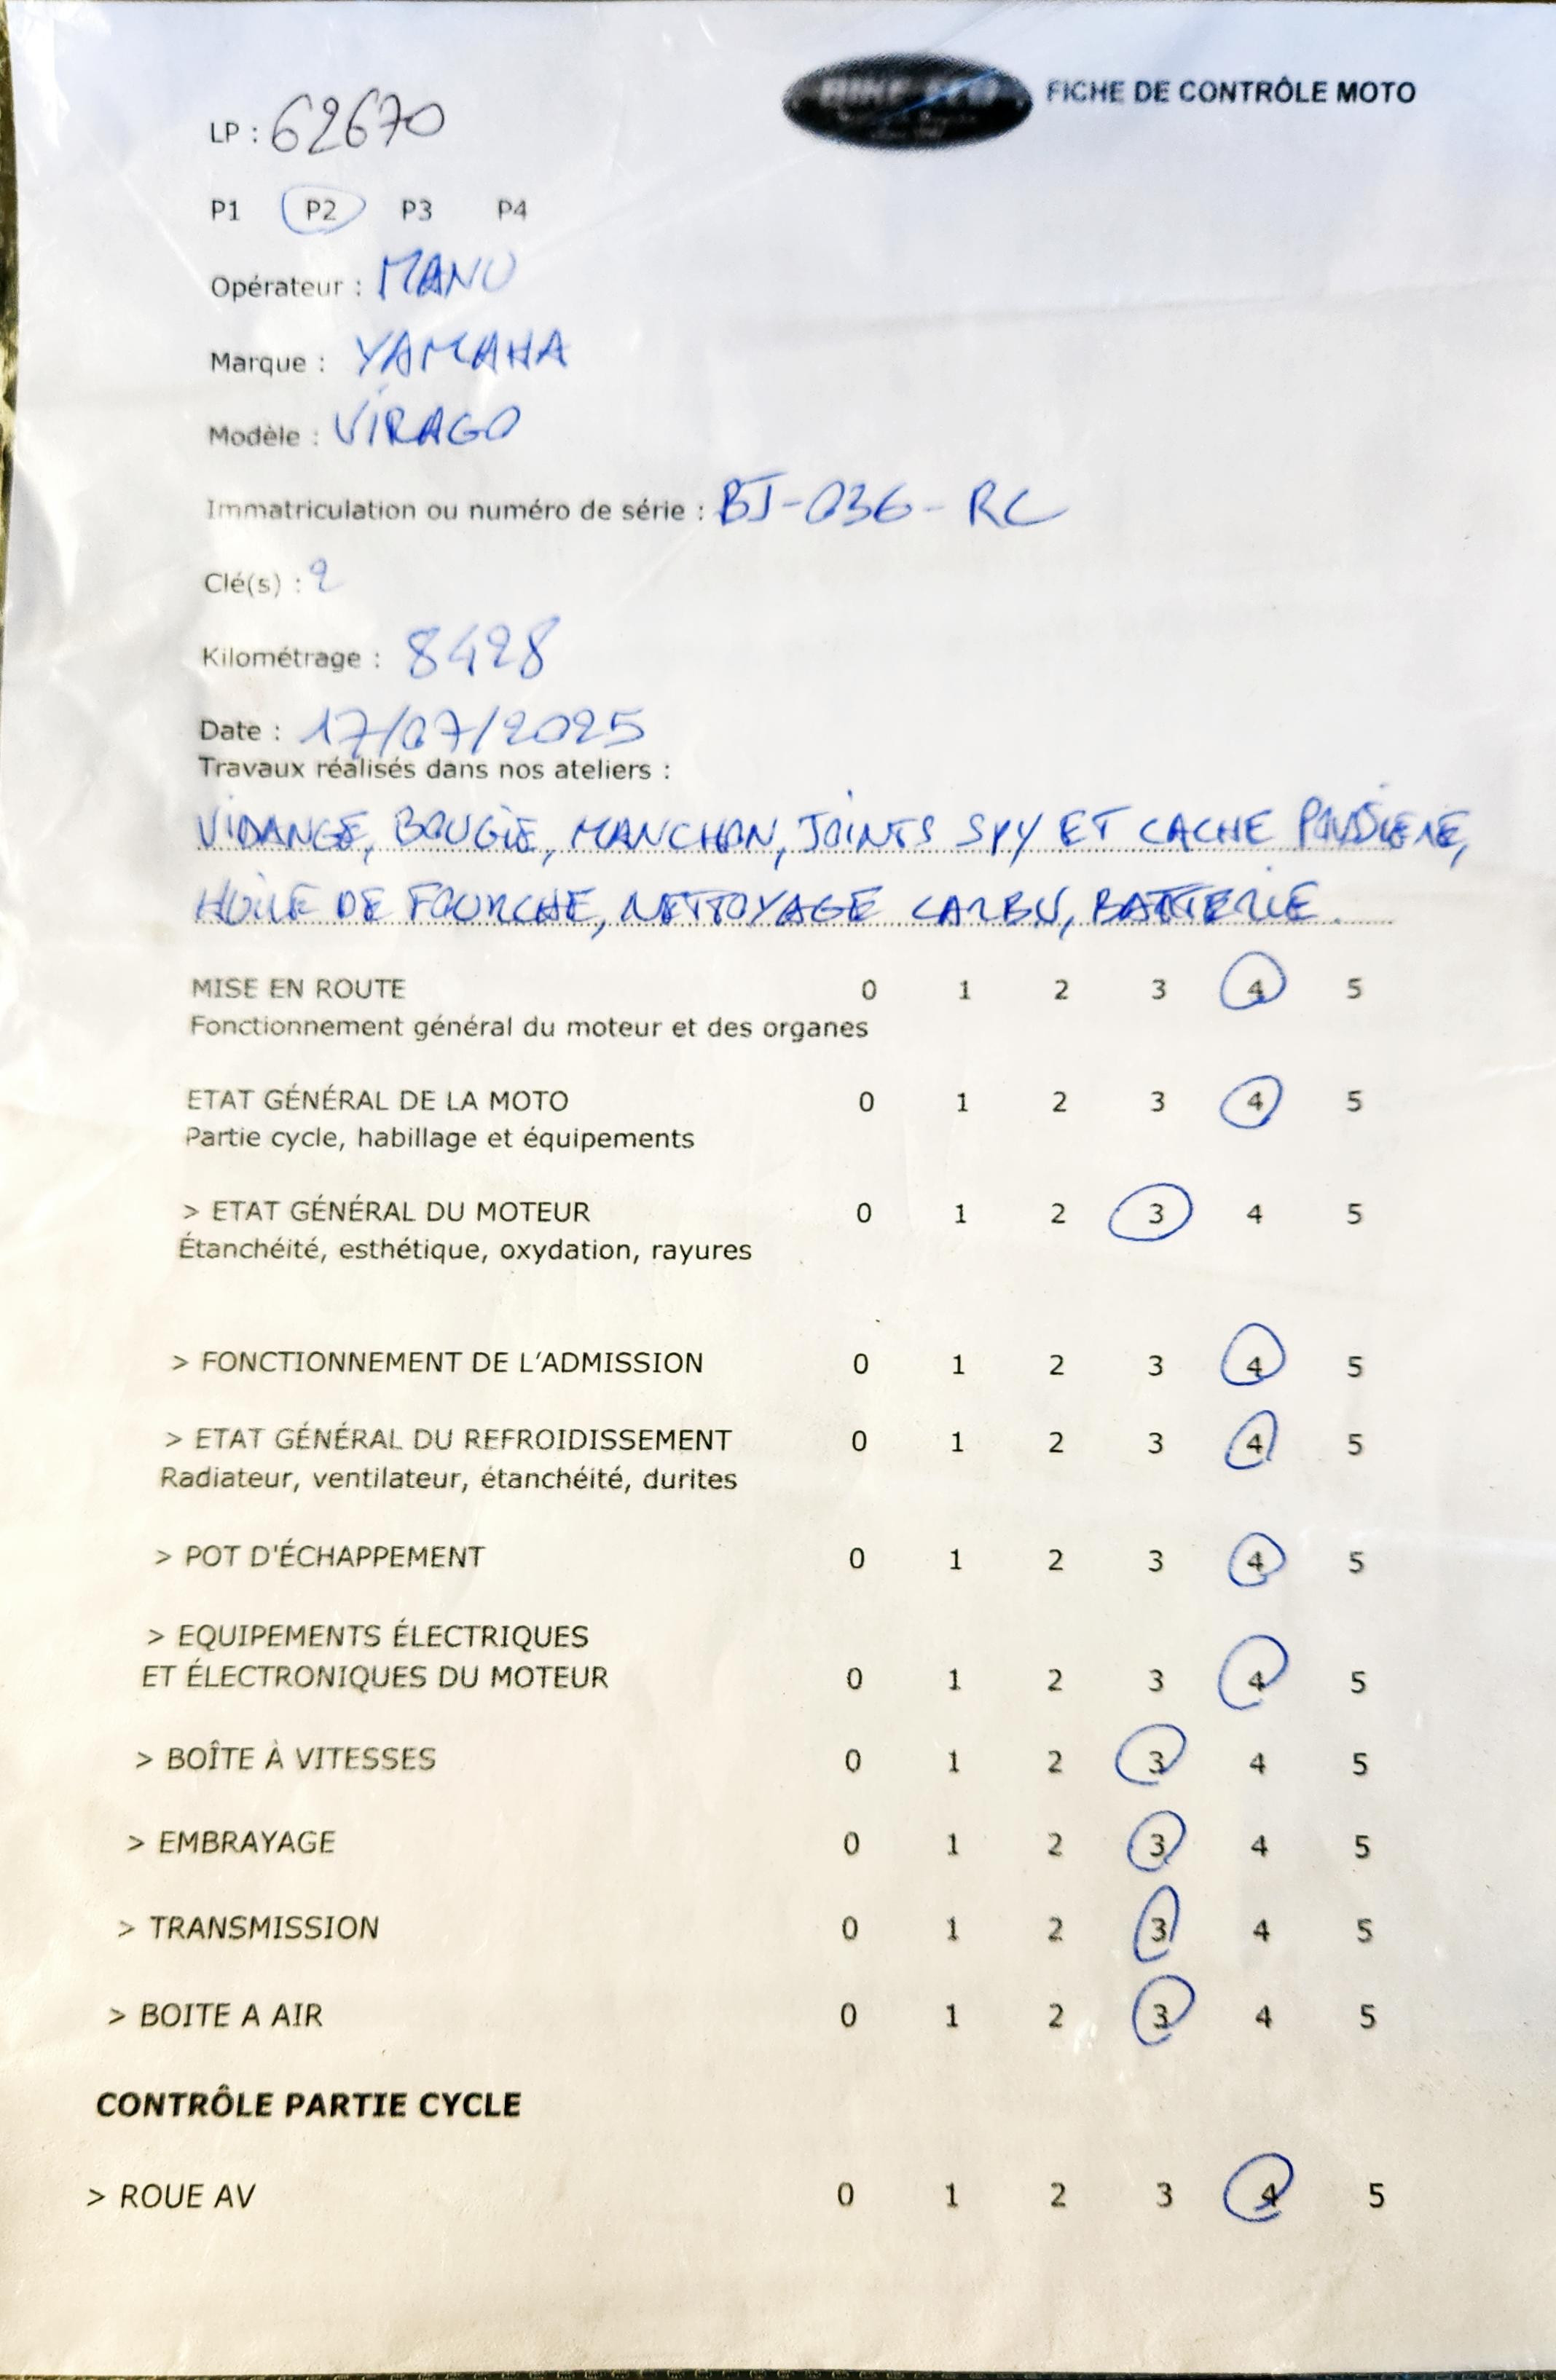 FICHE DE CONTRÔLE MOTO
LP : 62670
P1 P2 P3 P4
Opérateur : MANU
Marque : YAMAHA
Modèle : VIRAGO
Immatriculation ou numéro de série : BJ-036-RC
Clé(s) : 2
Kilométrage : 8428
Date : 17/07/2025
Travaux réalisés dans nos ateliers :
VIDANGE, BOUGIE, MANCHON, JOINTS SPY ET CACHE
HUILE DE FOURCHE, NETTOYAGE CARBU, BATTERIE.
MISE EN ROUTE 0 1 2 3 4 5
Fonctionnement général du moteur et des organes
ETAT GÉNÉRAL DE LA MOTO 0 1 2 3 4 5
Partie cycle, habillage et équipements
> ETAT GÉNÉRAL DU MOTEUR 0 1 2 3 4 5
Étanchéité, esthétique, oxydation, rayures
> FONCTIONNEMENT DE L'ADMISSION 0 1 2 3 4 5
> ETAT GÉNÉRAL DU REFROIDISSEMENT 0 1 2 3 4 5
Radiateur, ventilateur, étanchéité, durites
> POT D'ÉCHAPPEMENT 0 1 2 3 4 5
> EQUIPEMENTS ÉLECTRIQUES
ET ÉLECTRONIQUES DU MOTEUR 0 1 2 3 4 5
> BOÎTE À VITESSES 0 1 2 3 4 5
> EMBRAYAGE 0 1 2 3 4 5
> TRANSMISSION 0 1 2 3 4 5
> BOITE A AIR 0 1 2 3 4 5
CONTRÔLE PARTIE CYCLE
> ROUE AV 0 1 2 3 4 5